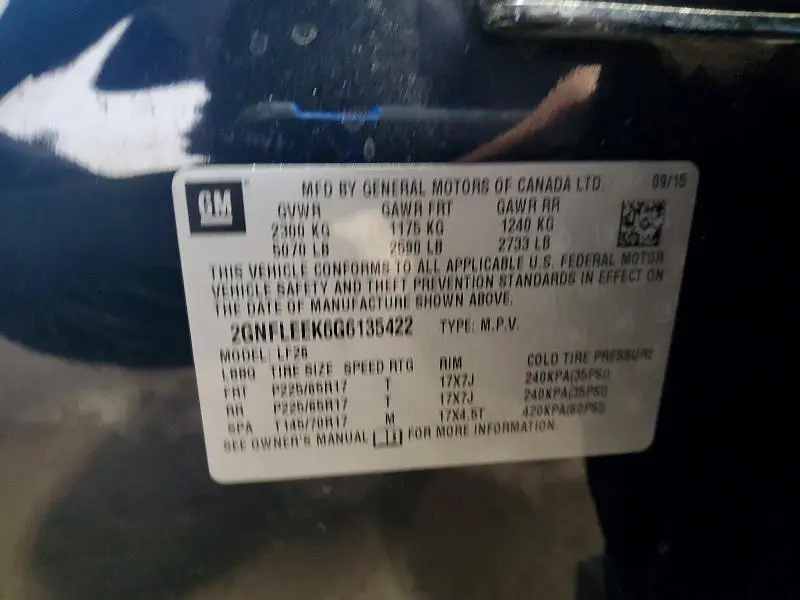 GM
MFD BY GENERAL MOTORS OF CANADA LTD. 09/15
GVWR GAWR FRT GAWR RR
2300 KG 1175 KG 1240 KG
5070 LB 2590 LB 2733 LB
THIS VEHICLE CONFORMS TO ALL APPLICABLE U.S. FEDERAL MOTOR
VEHICLE SAFETY AND THEFT PREVENTION STANDARDS IN EFFECT ON
THE DATE OF MANUFACTURE SHOWN ABOVE.
2GNFLEEK6G6135422 TYPE: M.P.V.
MODEL: LF26
LBBO TIRE SIZE SPEED RTG RIM COLD TIRE PRESSURE
FRT P225/65R17 T 17X7J 240KPA(35PSI)
RR P225/65R17 T 17X7J 240KPA(35PSI)
SPA T145/70R17 M 17X4.5T 420KPA(60PSI)
SEE OWNER'S MANUAL FOR MORE INFORMATION.